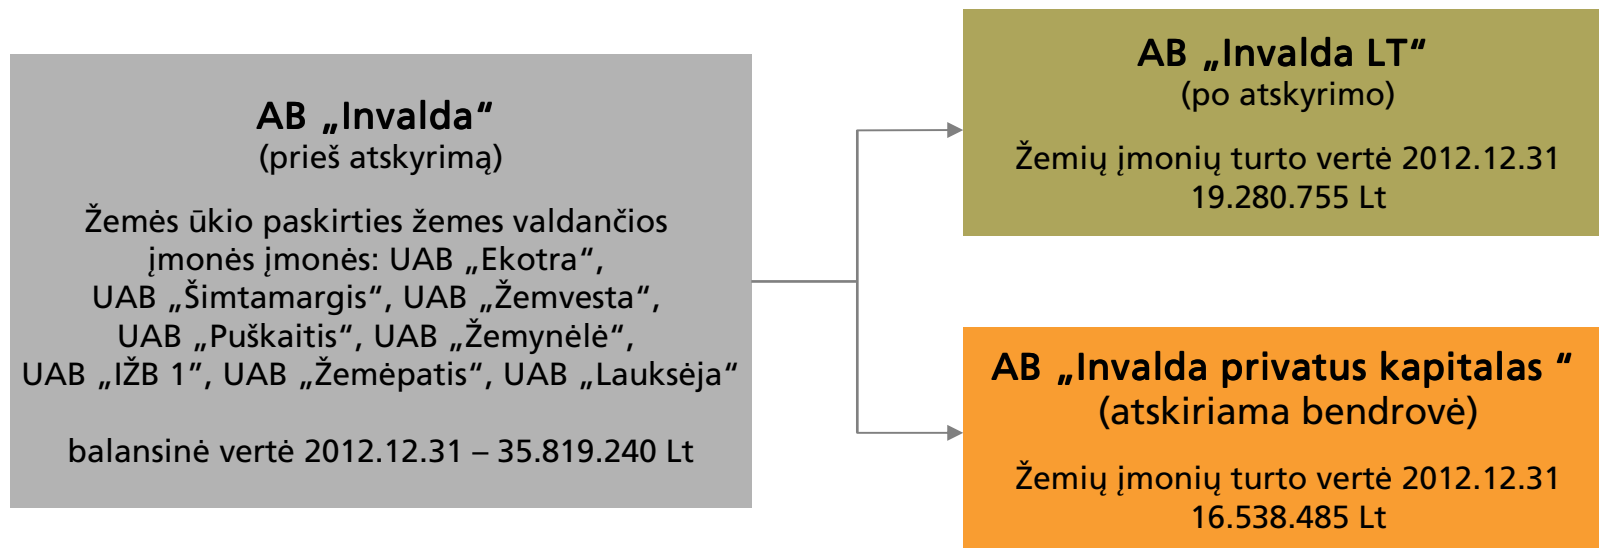 AB „Invalda“
(prieš atskyrimą)
Žemės ūkio paskirties žemes valdančios
įmonės įmonės: UAB „Ekotra“,
UAB „Šimtamargis“, UAB „Žemvesta“,
UAB „Puškaitis“, UAB „Žemynėlė“,
UAB „IŽB 1”, UAB „Žemėpatis“, UAB „Lauksėja“
balansinė vertė 2012.12.31 – 35.819.240 Lt
AB „Invalda LT“
(po atskyrimo)
Žemių įmonių turto vertė 2012.12.31
19.280.755 Lt
AB „Invalda privatus kapitalas “
(atskiriama bendrovė)
Žemių įmonių turto vertė 2012.12.31
16.538.485 Lt